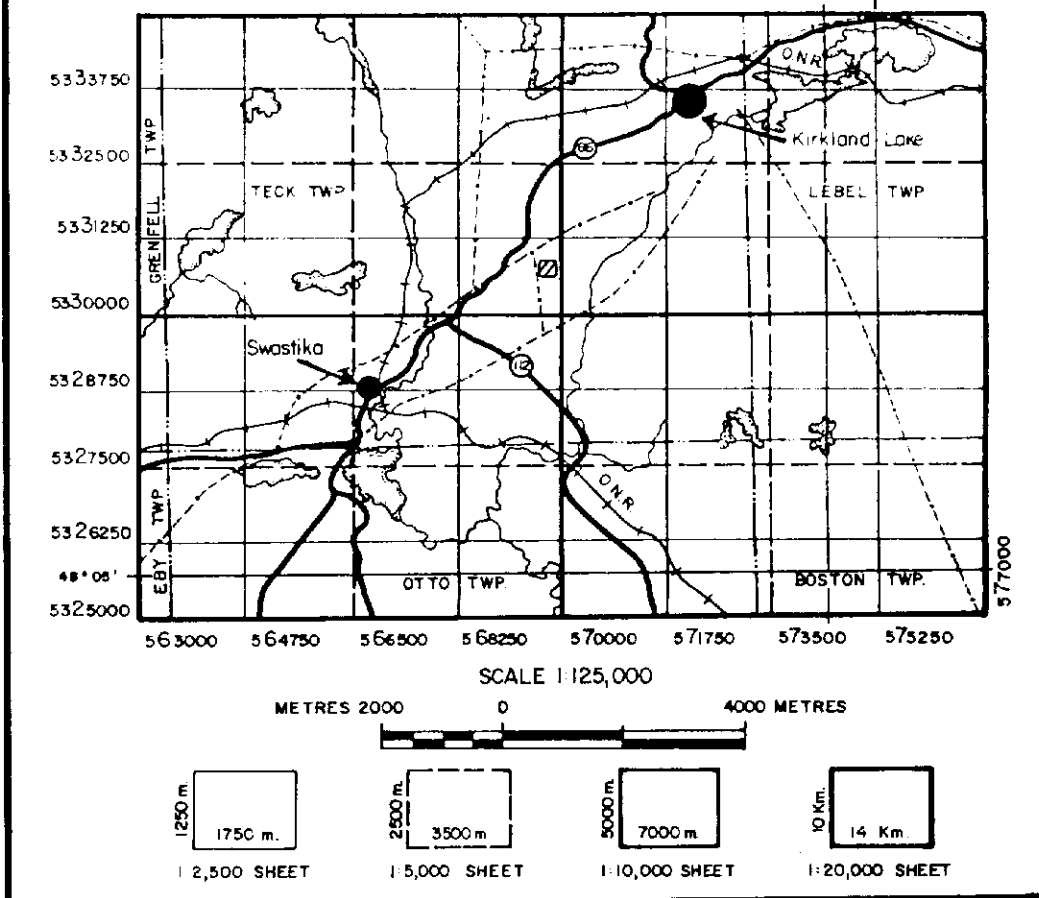 O.N.R.
5333750
Kirkland Lake
66
5332500
GRENFELL TWP
TECK TWP
LEBEL TWP
5331250
5330000
Swastika
112
5328750
5327500
O.N.R.
5326250
EBY TWP
48° 05'
OTTO TWP.
BOSTON TWP.
577000
5325000
563000 564750 566500 568250 570000 571750 573500 575250
SCALE 1:125,000
METRES 2000 0 4000 METRES
1250 m.
1750 m.
2500 m.
3500 m
5000 m.
7000 m.
10 Km.
14 Km.
1:2,500 SHEET
1:5,000 SHEET
1:10,000 SHEET
1:20,000 SHEET